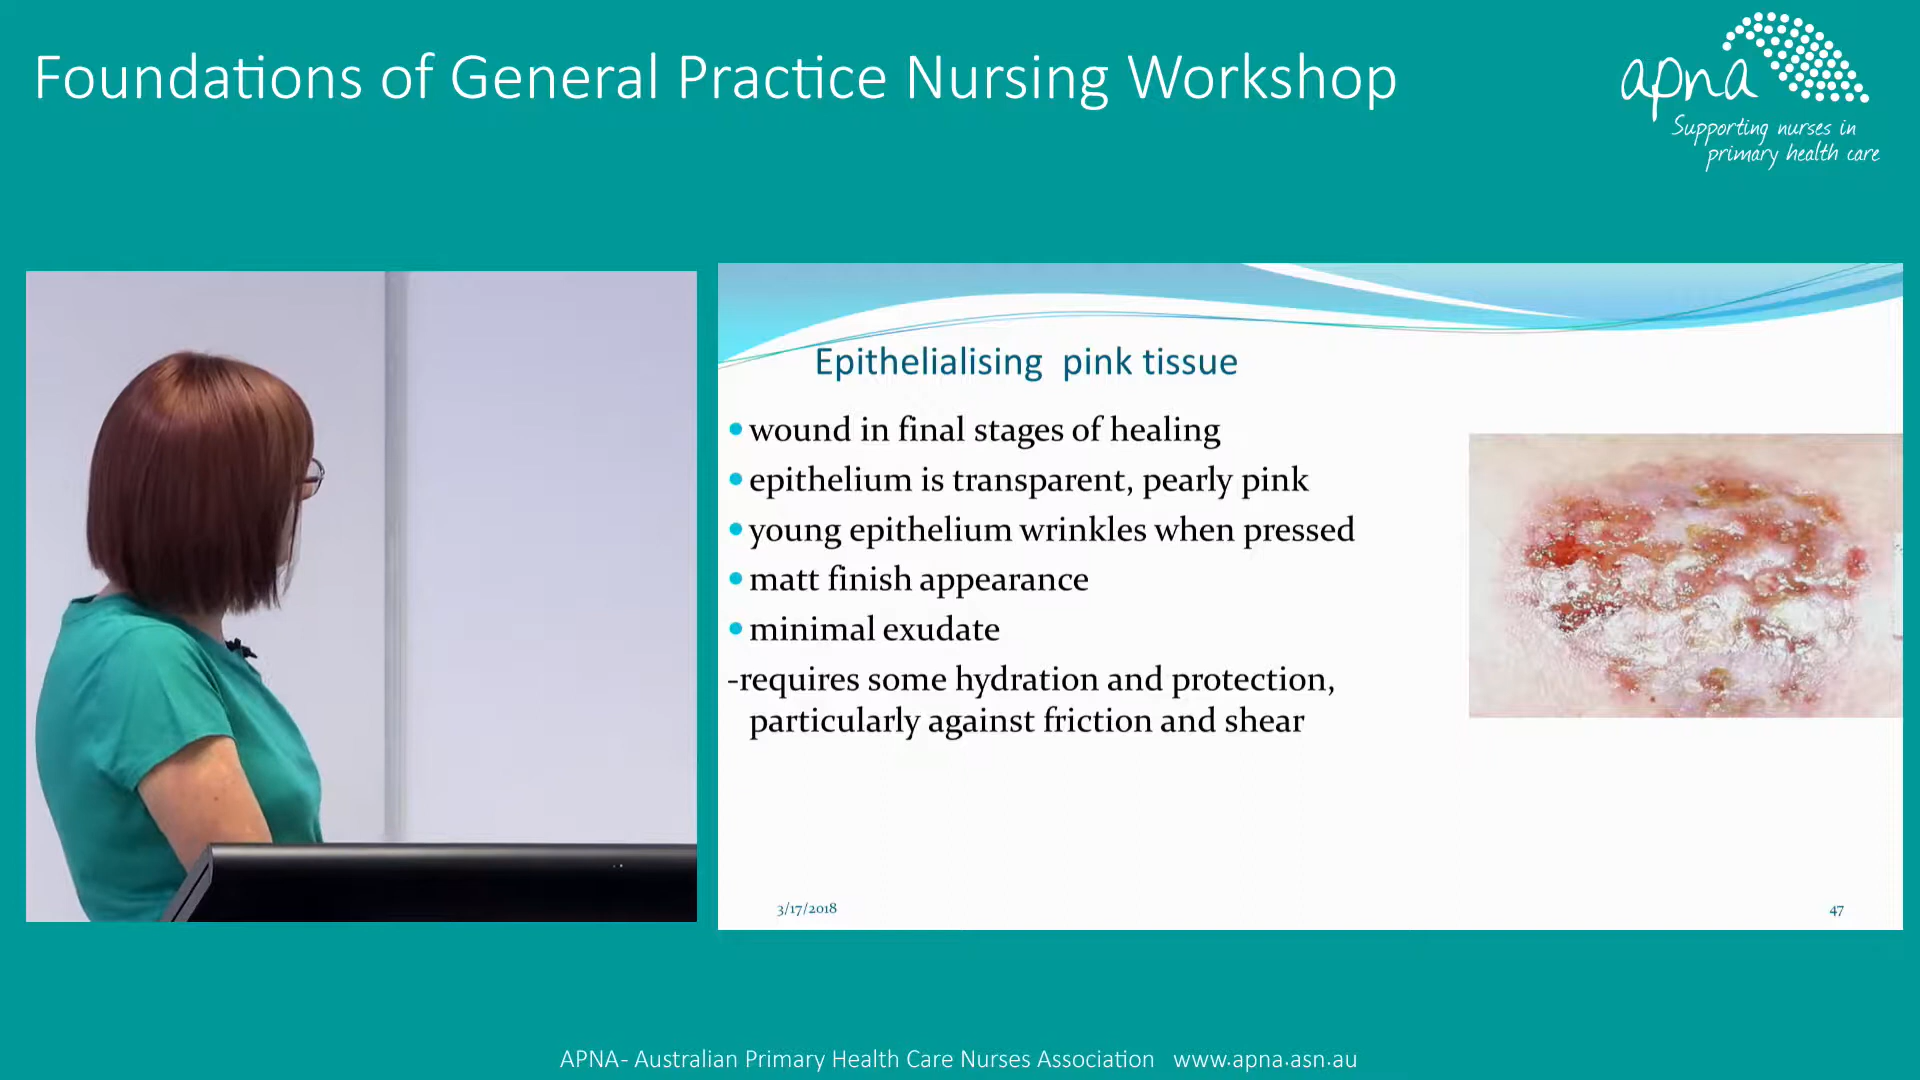 Foundations of General Practice Nursing Workshop
apna
Supporting nurses in
primary health care
Epithelialising pink tissue
wound in final stages of healing
epithelium is transparent, pearly pink
young epithelium wrinkles when pressed
matt finish appearance
minimal exudate
-requires some hydration and protection,
particularly against friction and shear
3/17/2018
47
APNA- Australian Primary Health Care Nurses Association www.apna.asn.au